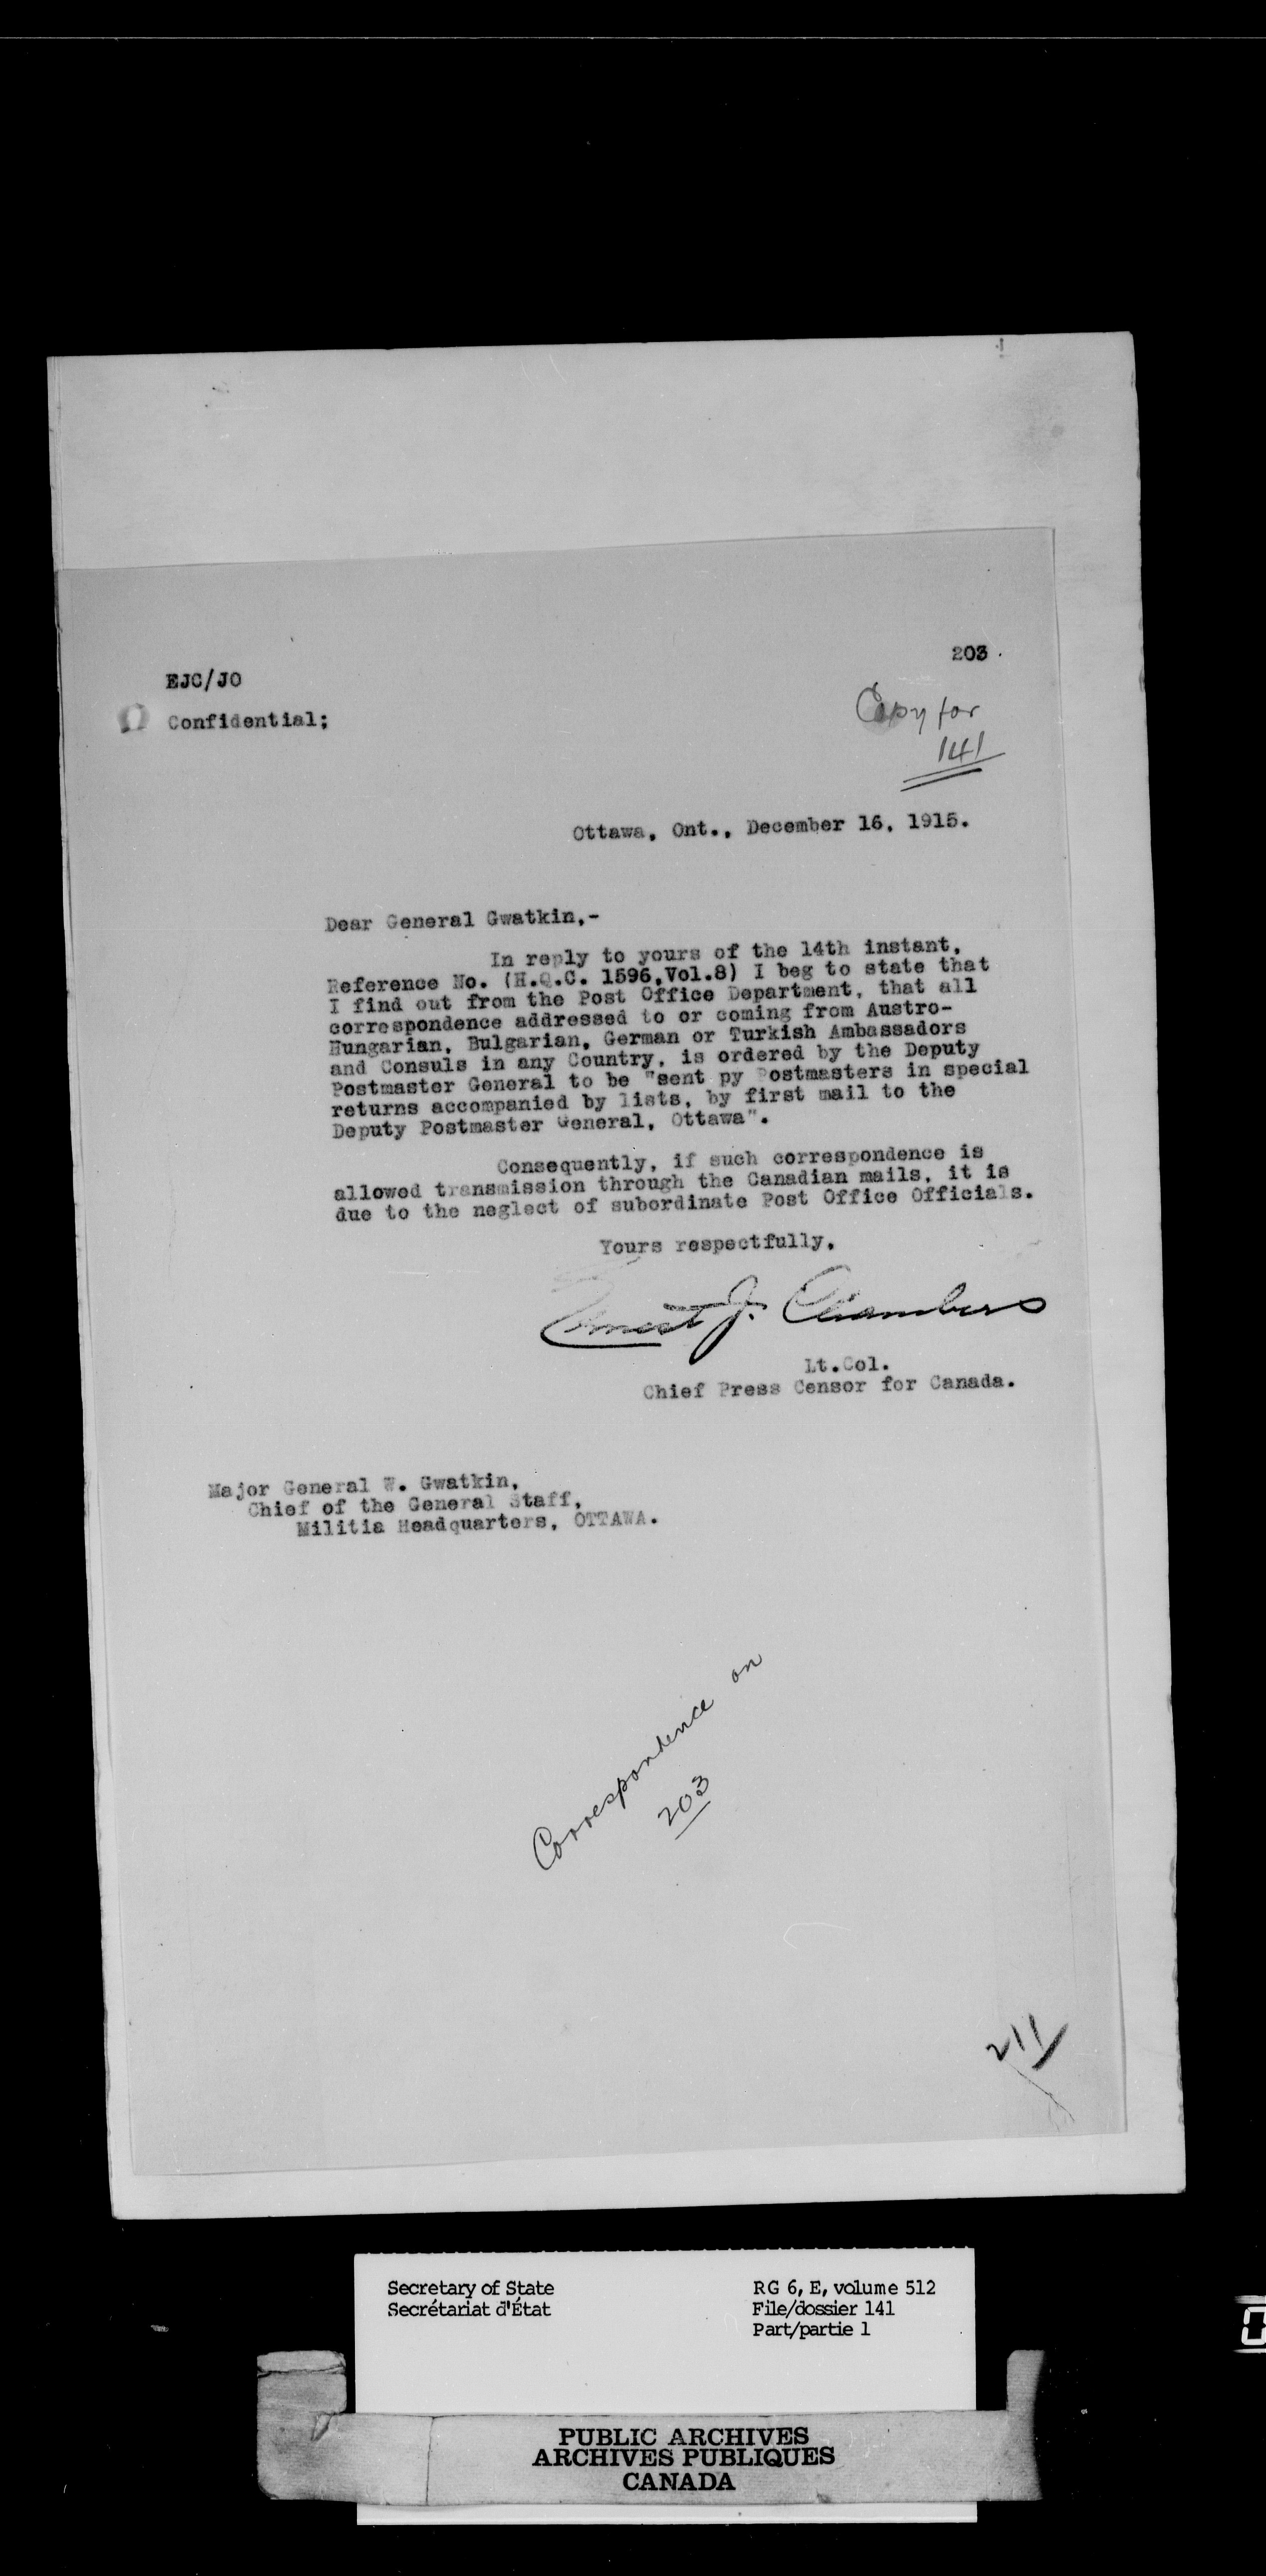 203.
EJC/JO
Confidential;
Copy for
141
Ottawa, Ont., December 16, 1915.
Dear General Gwatkin,-
In reply to yours of the 14th instant,
Reference No. (H.Q.C. 1596,Vol.8) I beg to state that
I find out from the Post Office Department, that all
correspondence addressed to or coming from Austro-
Hungarian, Bulgarian, German or Turkish Ambassadors
and Consuls in any Country, is ordered by the Deputy
Postmaster General to be "sent py Postmasters in special
returns accompanied by lists, by first mail to the
Deputy Postmaster General, Ottawa".
Consequently, if such correspondence is
allowed transmission through the Canadian mails, it is
due to the neglect of subordinate Post Office Officials.
Yours respectfully,
Ernest J. Chambers
Lt.Col.
Chief Press Censor for Canada.
Major General W. Gwatkin,
Chief of the General Staff,
Militia Headquarters, OTTAWA.
Correspondence on
203
211
Secretary of State
Secrétariat d'État
RG 6, E, volume 512
File/dossier 141
Part/partie 1
PUBLIC ARCHIVES
ARCHIVES PUBLIQUES
CANADA